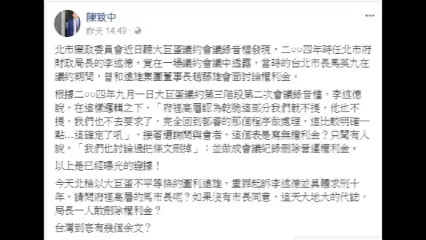 陳致中
昨天 14:49
北市廉政委員會近日聽大巨蛋議約會議錄音檔發現，二○○四年時任北市府
財政局長的李述德，竟在一場議約會議中透露，當時的台北市長馬英九在
議約期間，曾和遠雄集團董事長趙藤雄會面討論權利金。
根據二○○四年九月一日大巨蛋議約第三階段第二次會議錄音檔，李述德
說，在這樣邏輯之下，「府裡高層認為乾脆這部分我們就不提，他也不
提，我們也不去要求了，完全回到部審的那個程序做處理，這比較明確一
點…這確定了吼」。接著還詢問與會者，這個表是寫無權利金？只聞有人
說，「我們也討論過把條文刪掉」；並做成會議紀錄刪除營運權利金。
以上是已經曝光的證據！
今天北檢以大巨蛋不平等條約圖利遠雄，重罪起訴李述德並具體求刑十
年，請問府裡高層的馬市長呢？如果沒有市長同意，這天大地大的代誌，
局長一人敢刪除權利金？
台灣到底有幾個余文？